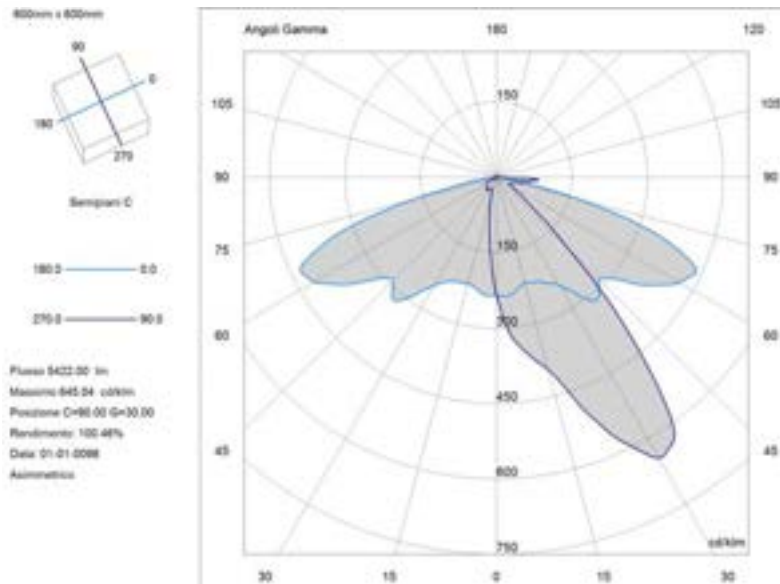 600mm x 600mm
90
0
180
270
Semipiani C
180.0 0.0
270.0 90.0
Flusso 5422.00 lm
Massimo 645.04 cd/klm
Posizione C=90.00 G=30.00
Rendimento: 100.46%
Data: 01-01-0098
Asimmetrico
Angoli Gamma 180 120
105 105
90 90
75 75
60 60
45 45
30 15 0 15 30
150
150
300
450
600
750
cd/klm